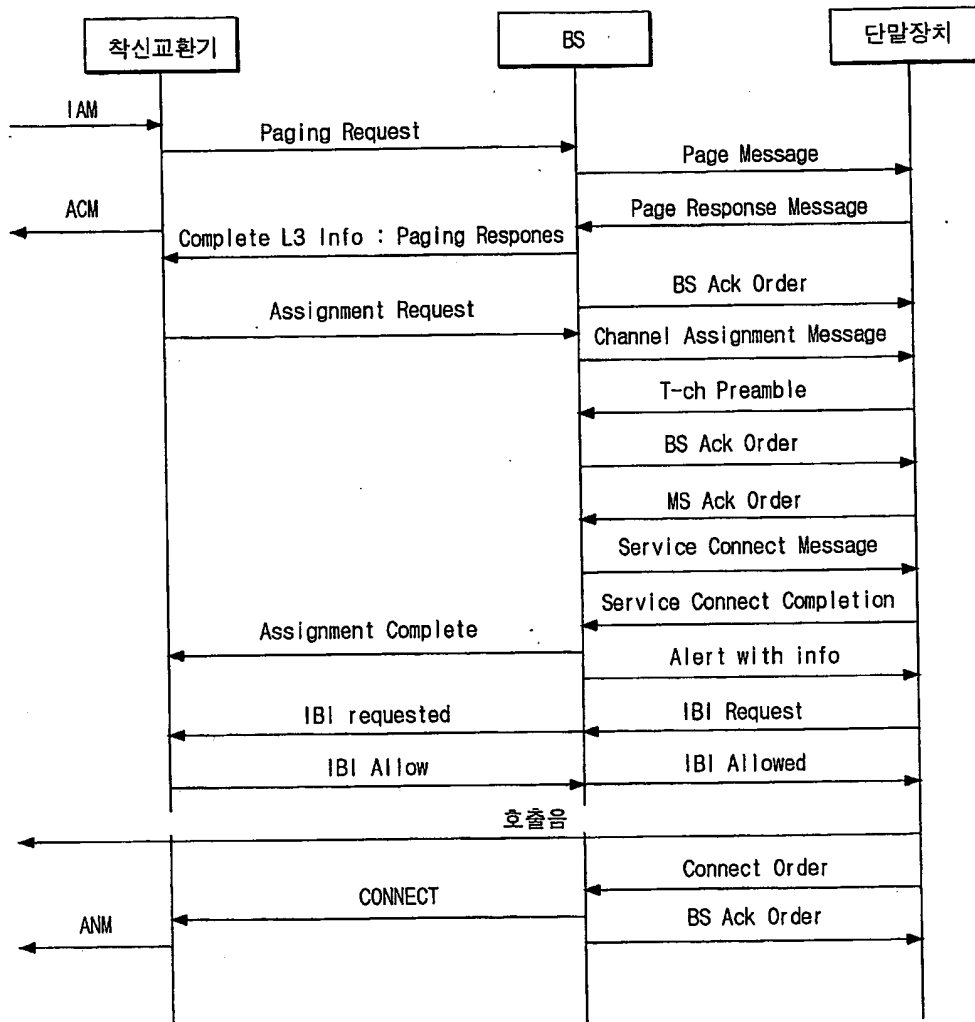 착신교환기
BS
단말장치
IAM
Paging Request
Page Message
ACM
Page Response Message
Complete L3 Info : Paging Respones
BS Ack Order
Assignment Request
Channel Assignment Message
T-ch Preamble
BS Ack Order
MS Ack Order
Service Connect Message
Service Connect Completion
Assignment Complete
Alert with info
IBI requested
IBI Request
IBI Allow
IBI Allowed
호출음
Connect Order
CONNECT
BS Ack Order
ANM